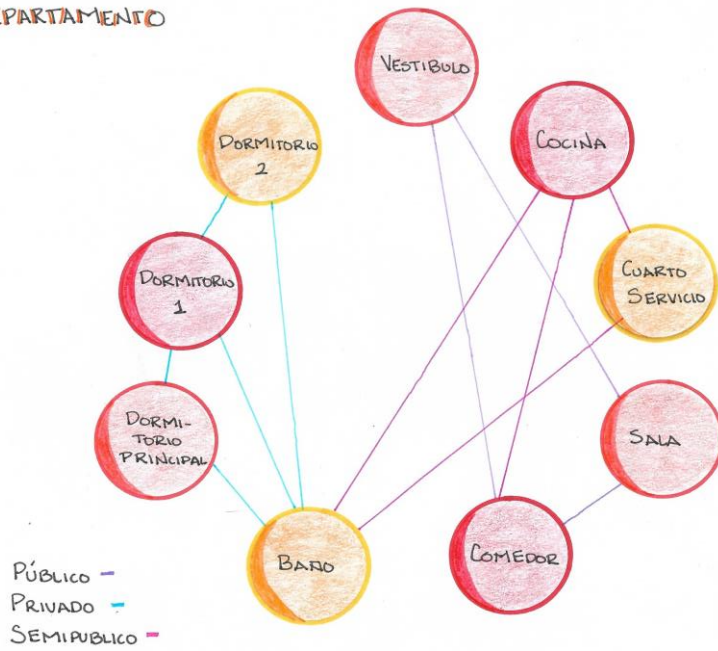 PARTAMENTO
VESTIBULO
COCINA
DORMITORIO
2
DORMITORIO
1
CUARTO
SERVICIO
DORMI-
TORIO
PRINCIPAL
SALA
BAÑO
COMEDOR
PÚBLICO
PRIVADO
SEMIPUBLICO